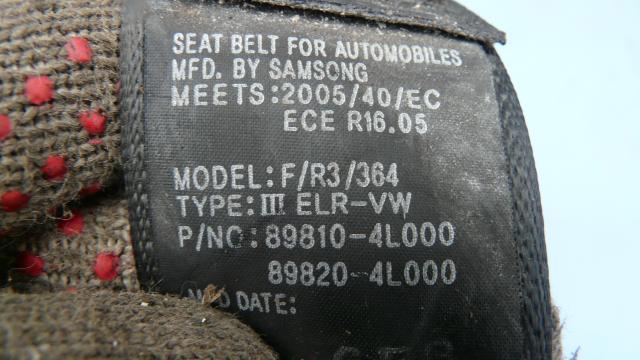 SEAT BELT FOR AUTOMOBILES
MFD. BY SAMSONG
MEETS:2005/40/EC
ECE R16.05
MODEL:F/R3/364
TYPE:III ELR-VW
P/NO:89810-4L000
89820-4L000
DATE: